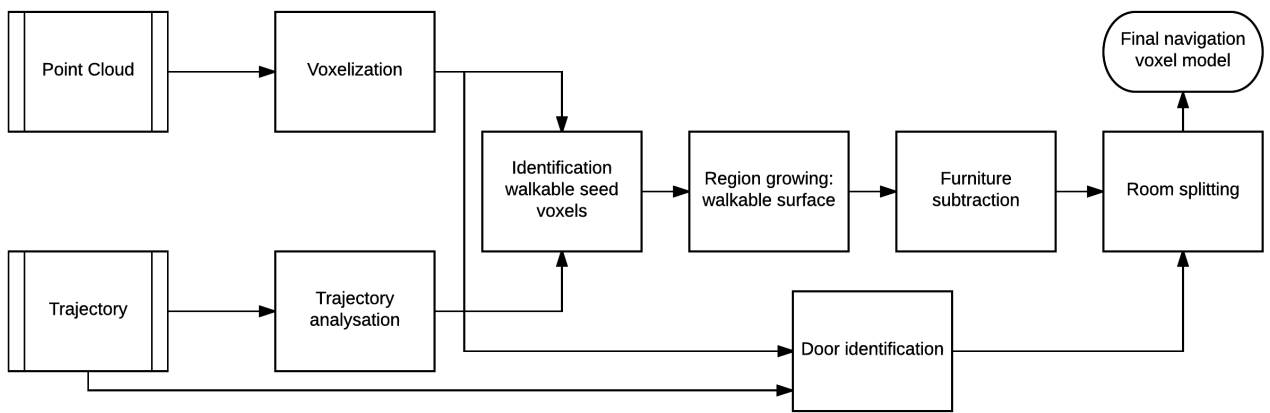 Point Cloud
Voxelization
Final navigation
voxel model
Identification
walkable seed
voxels
Region growing:
walkable surface
Furniture
subtraction
Room splitting
Trajectory
Trajectory
analysation
Door identification